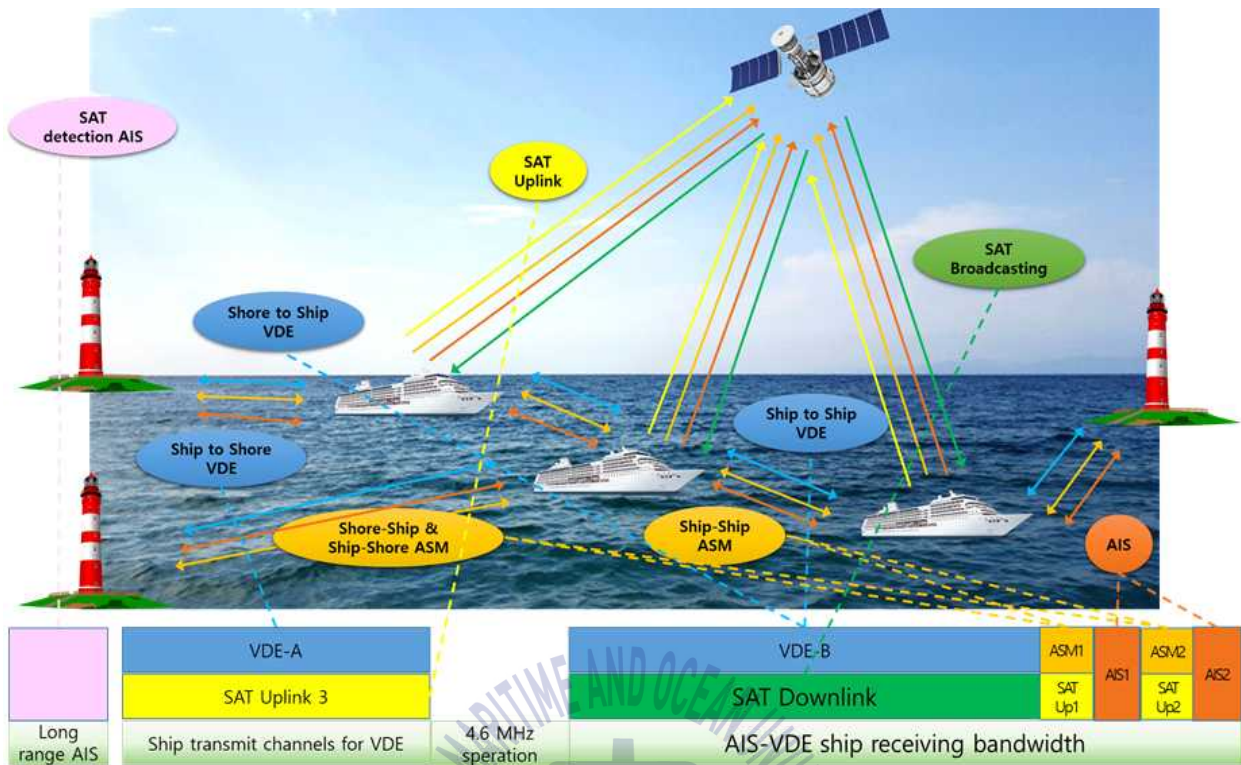 SAT
detection AIS
SAT
Uplink
SAT
Broadcasting
Shore to Ship
VDE
Ship to Ship
VDE
Ship to Shore
VDE
Shore-Ship &
Ship-Shore ASM
Ship-Ship
ASM
AIS
VDE-A
VDE-B
ASM1
AIS1
ASM2
AIS2
SAT Uplink 3
SAT Downlink
SAT
Up1
SAT
Up2
Long
range AIS
Ship transmit channels for VDE
4.6 MHz
speration
AIS-VDE ship receiving bandwidth
MARITIME AND OCEAN